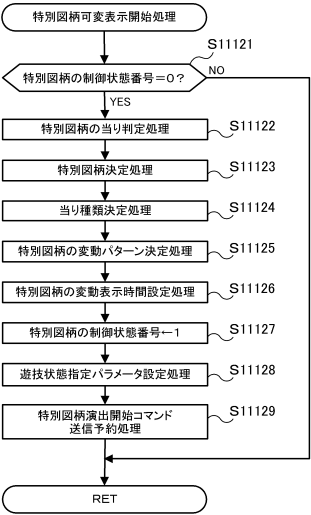 特別図柄可変表示開始処理
S11121
特別図柄の制御状態番号＝0？
NO
YES
特別図柄の当り判定処理
S11122
特別図柄決定処理
S11123
当り種類決定処理
S11124
特別図柄の変動パターン決定処理
S11125
特別図柄の変動表示時間設定処理
S11126
特別図柄の制御状態番号←1
S11127
遊技状態指定パラメータ設定処理
S11128
特別図柄演出開始コマンド
送信予約処理
S11129
RET